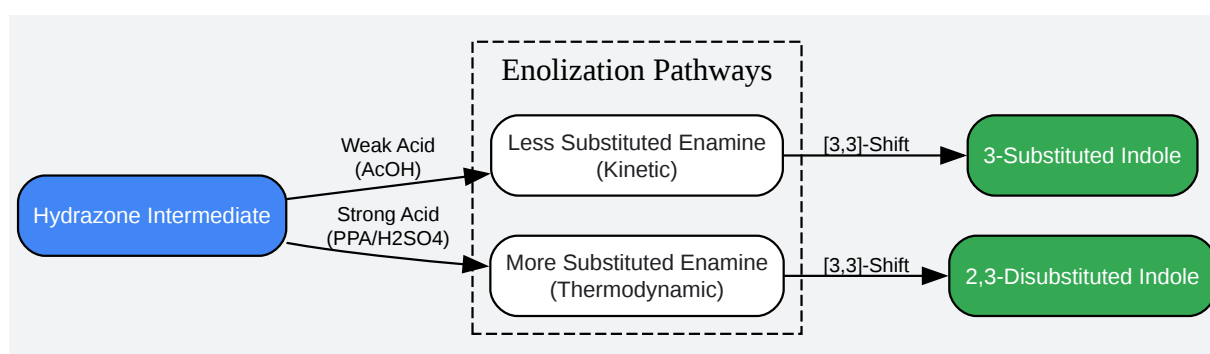 Enolization Pathways
Weak Acid
(AcOH)
Less Substituted Enamine
(Kinetic)
[3,3]-Shift
3-Substituted Indole
Hydrazone Intermediate
Strong Acid
(PPA/H2SO4)
More Substituted Enamine
(Thermodynamic)
[3,3]-Shift
2,3-Disubstituted Indole